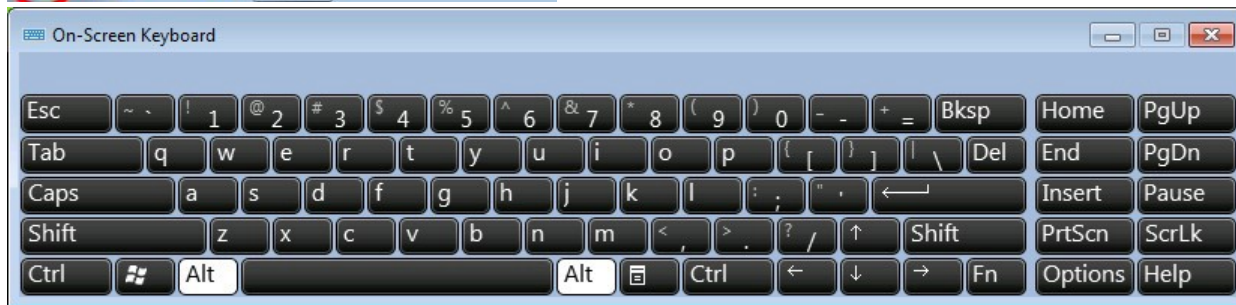 On-Screen Keyboard
Esc ~ ` ! 1 @ 2 # 3 $ 4 % 5 ^ 6 & 7 * 8 ( 9 ) 0 - - + = Bksp Home PgUp
Tab q w e r t y u i o p { [ } ] | \ Del End PgDn
Caps a s d f g h j k l : ; " ' Insert Pause
Shift z x c v b n m < , > . ? / ↑ Shift PrtScn ScrLk
Ctrl Alt Alt Ctrl ← ↓ → Fn Options Help